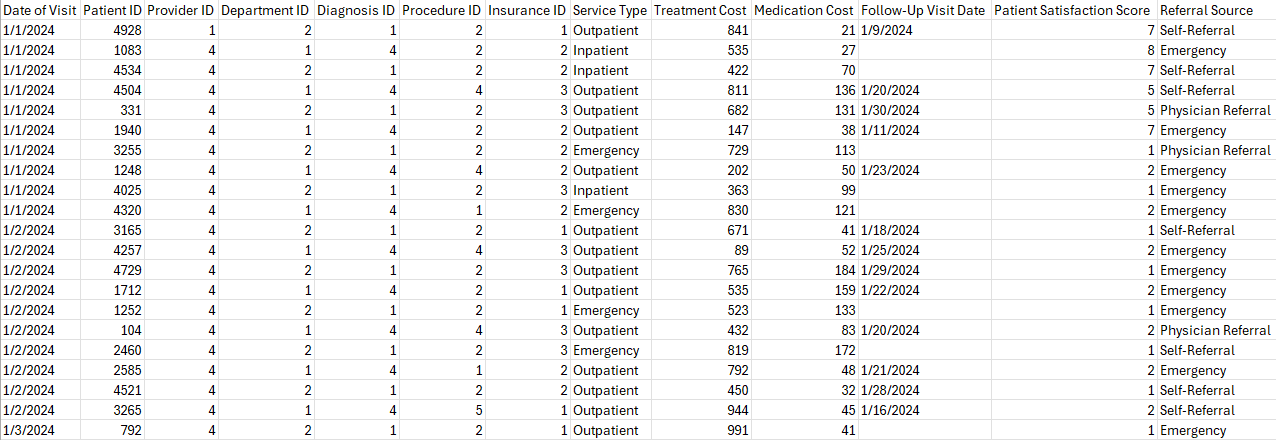 Date of Visit Patient ID Provider ID Department ID Diagnosis ID Procedure ID Insurance ID Service Type Treatment Cost Medication Cost Follow-Up Visit Date Patient Satisfaction Score Referral Source
1/1/2024 4928 1 2 1 2 1 Outpatient 841 21 1/9/2024 7 Self-Referral
1/1/2024 1083 4 1 4 2 2 Inpatient 535 27 8 Emergency
1/1/2024 4534 4 2 1 2 2 Inpatient 422 70 7 Self-Referral
1/1/2024 4504 4 1 4 4 3 Outpatient 811 136 1/20/2024 5 Self-Referral
1/1/2024 331 4 2 1 2 3 Outpatient 682 131 1/30/2024 5 Physician Referral
1/1/2024 1940 4 1 4 2 2 Outpatient 147 38 1/11/2024 7 Emergency
1/1/2024 3255 4 2 1 2 2 Emergency 729 113 1 Physician Referral
1/1/2024 1248 4 1 4 4 2 Outpatient 202 50 1/23/2024 2 Emergency
1/1/2024 4025 4 2 1 2 3 Inpatient 363 99 1 Emergency
1/1/2024 4320 4 1 4 1 2 Emergency 830 121 2 Emergency
1/2/2024 3165 4 2 1 2 1 Outpatient 671 41 1/18/2024 1 Self-Referral
1/2/2024 4257 4 1 4 4 3 Outpatient 89 52 1/25/2024 2 Emergency
1/2/2024 4729 4 2 1 2 3 Outpatient 765 184 1/29/2024 1 Emergency
1/2/2024 1712 4 1 4 2 1 Outpatient 535 159 1/22/2024 2 Emergency
1/2/2024 1252 4 2 1 2 1 Emergency 523 133 1 Emergency
1/2/2024 104 4 1 4 4 3 Outpatient 432 83 1/20/2024 2 Physician Referral
1/2/2024 2460 4 2 1 2 3 Emergency 819 172 1 Self-Referral
1/2/2024 2585 4 1 4 1 2 Outpatient 792 48 1/21/2024 2 Emergency
1/2/2024 4521 4 2 1 2 2 Outpatient 450 32 1/28/2024 1 Self-Referral
1/2/2024 3265 4 1 4 5 1 Outpatient 944 45 1/16/2024 2 Self-Referral
1/3/2024 792 4 2 1 2 1 Outpatient 991 41 1 Emergency